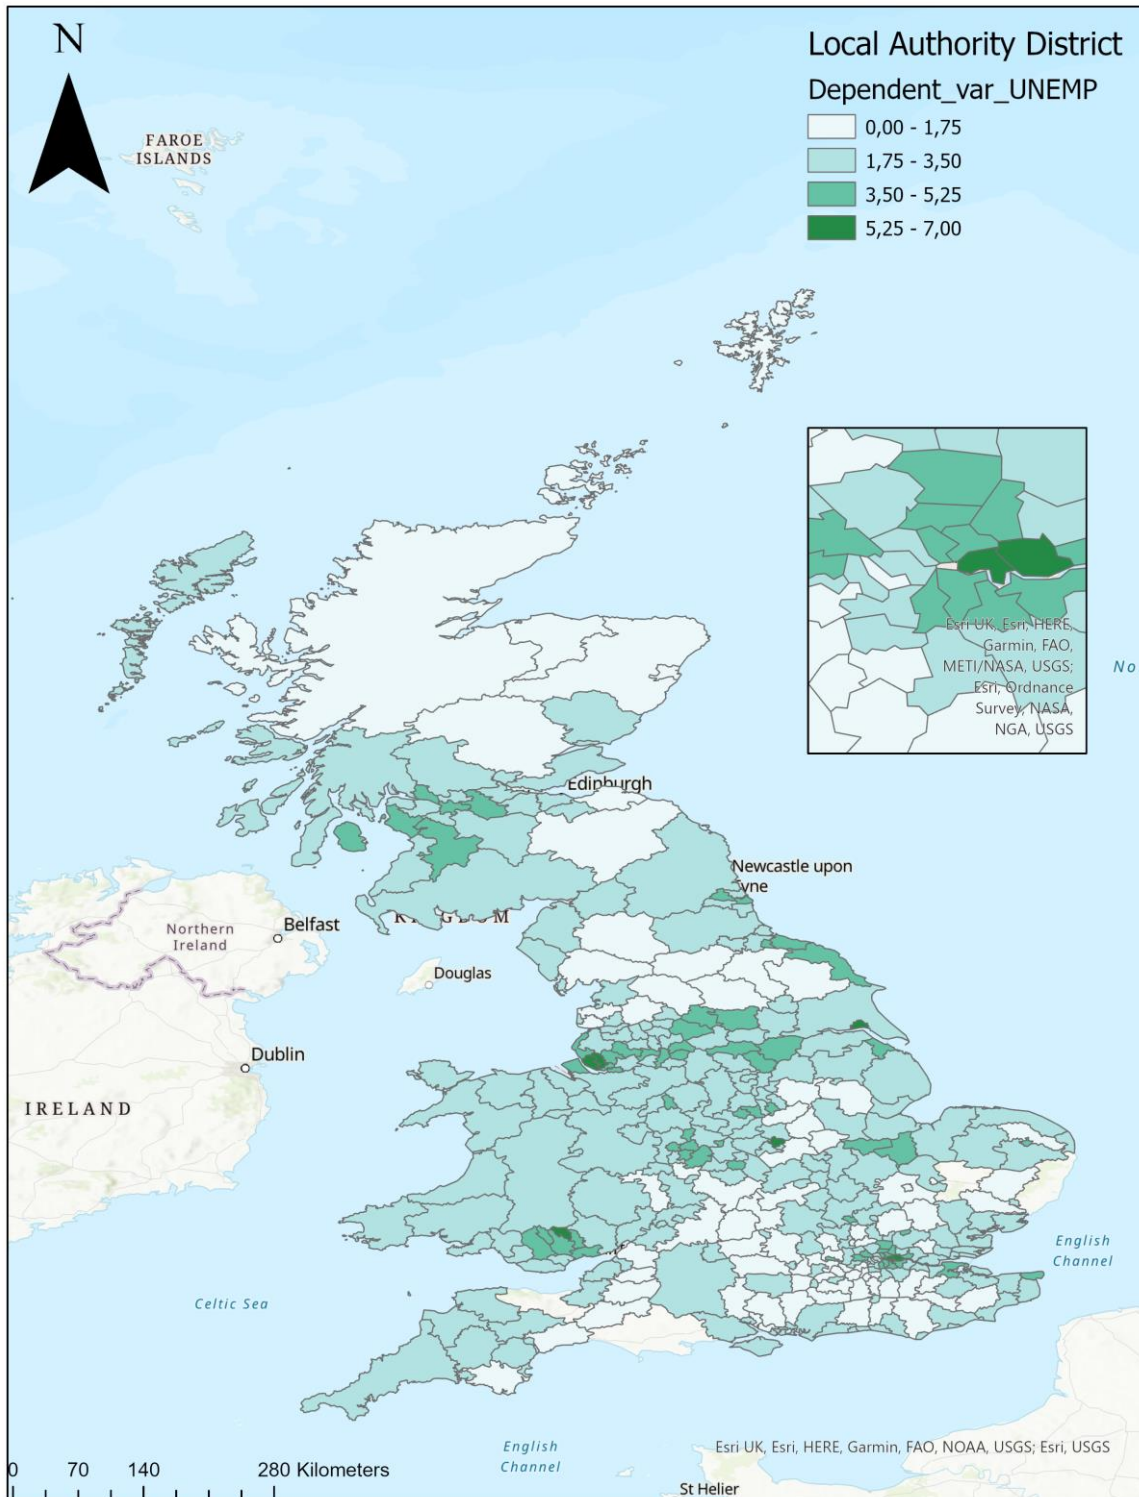 N
Local Authority District
Dependent_var_UNEMP
0,00 - 1,75
1,75 - 3,50
3,50 - 5,25
5,25 - 7,00
FAROE
ISLANDS
Esri UK, Esri, HERE,
Garmin, FAO,
METI/NASA, USGS;
Esri, Ordnance
Survey, NASA,
NGA, USGS
No
Edinburgh
Newcastle upon
Tyne
KINGDOM
Northern
Ireland
Belfast
Douglas
Dublin
IRELAND
English
Channel
Celtic Sea
English
Channel
Esri UK, Esri, HERE, Garmin, FAO, NOAA, USGS; Esri, USGS
0 70 140 280 Kilometers
St Helier